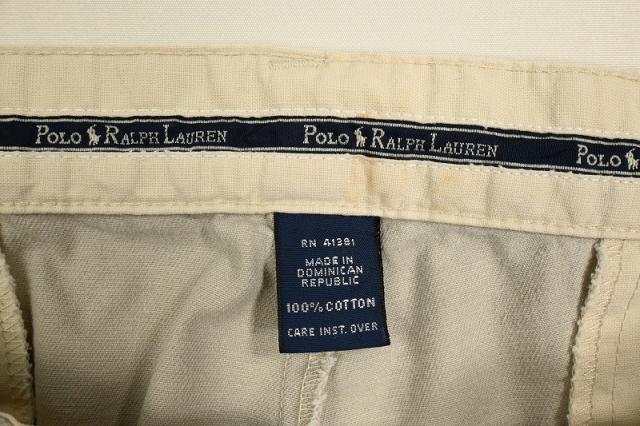 POLO RALPH LAUREN POLO RALPH LAUREN POLO
RN 41381
MADE IN
DOMINICAN
REPUBLIC
100% COTTON
CARE INST. OVER